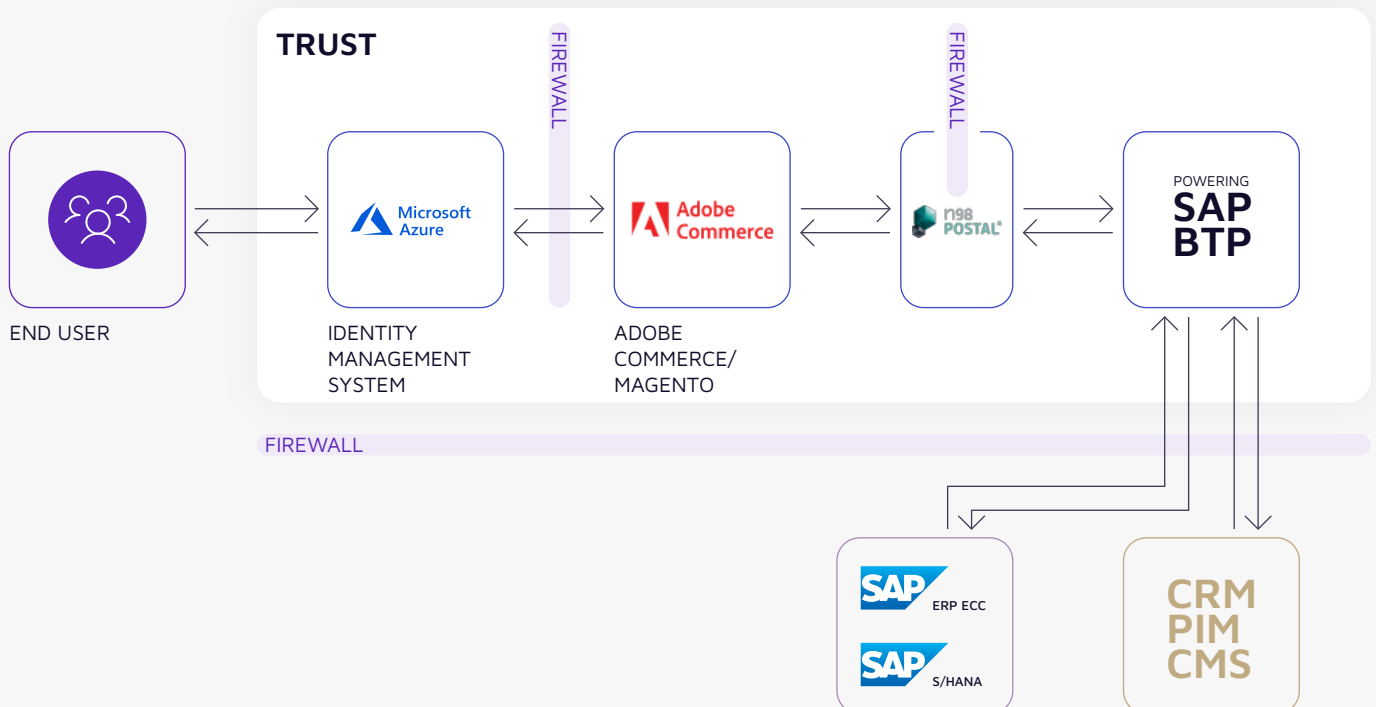 TRUST
FIREWALL
FIREWALL
Microsoft
Azure
Adobe
Commerce
n98
POSTAL®
POWERING
SAP
BTP
END USER
IDENTITY
MANAGEMENT
SYSTEM
ADOBE
COMMERCE/
MAGENTO
FIREWALL
SAP ERP ECC
SAP S/HANA
CRM
PIM
CMS